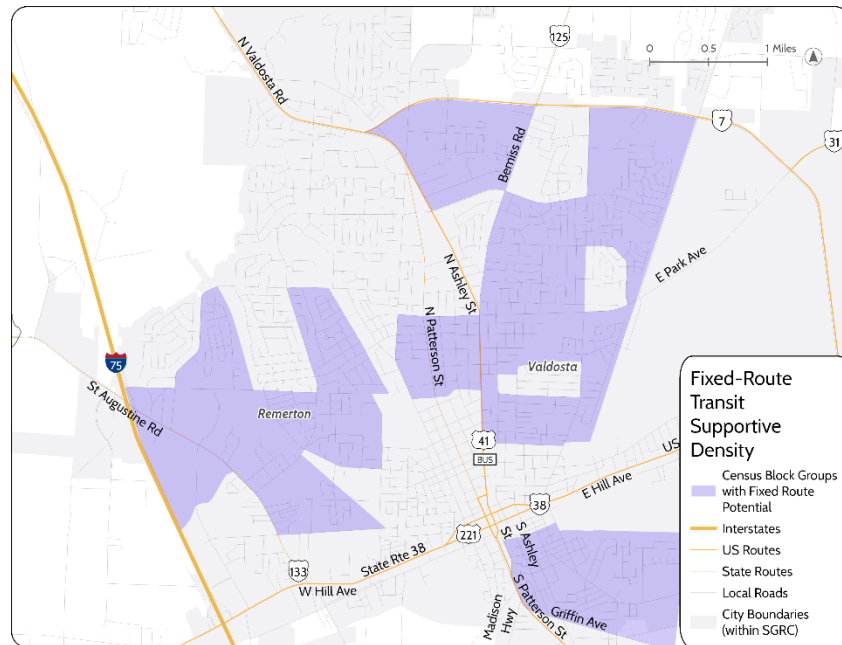 125
0 0.5 1 Miles
N Valdosta Rd
7
31
Bemiss Rd
E Park Ave
N Ashley St
N Patterson St
75
St Augustine Rd
Remerton
Valdosta
41
BUS
US
E Hill Ave
38
221
S Ashley St
State Rte 38
133
W Hill Ave
Madison Hwy
S Patterson St
Griffin Ave
Fixed-Route
Transit
Supportive
Density
Census Block Groups
with Fixed Route
Potential
Interstates
US Routes
State Routes
Local Roads
City Boundaries
(within SGRC)